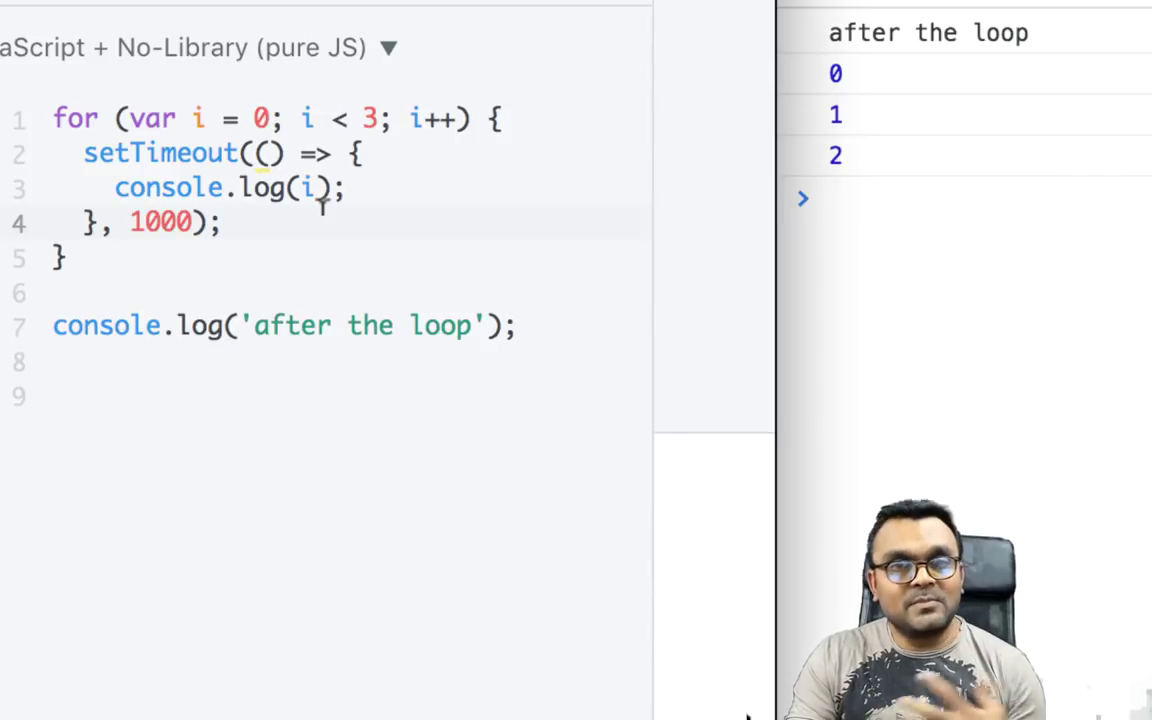 aScript + No-Library (pure JS) ▼
1 for (var i = 0; i < 3; i++) {
2 setTimeout(() => {
3 console.log(i);
4 }, 1000);
5 }
6
7 console.log('after the loop');
8
9
after the loop
0
1
2
>